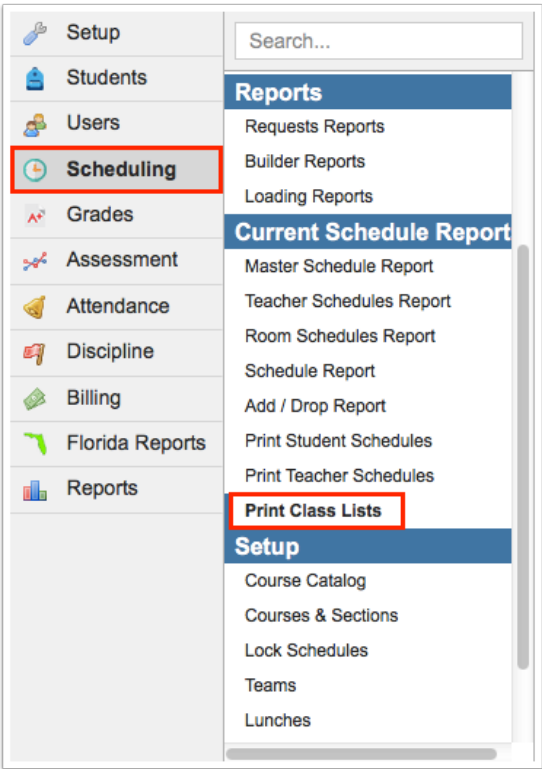 Setup
Students
Users
Scheduling
A+
Grades
Assessment
Attendance
Discipline
Billing
Florida Reports
Reports
Search...
Reports
Requests Reports
Builder Reports
Loading Reports
Current Schedule Report
Master Schedule Report
Teacher Schedules Report
Room Schedules Report
Schedule Report
Add / Drop Report
Print Student Schedules
Print Teacher Schedules
Print Class Lists
Setup
Course Catalog
Courses & Sections
Lock Schedules
Teams
Lunches